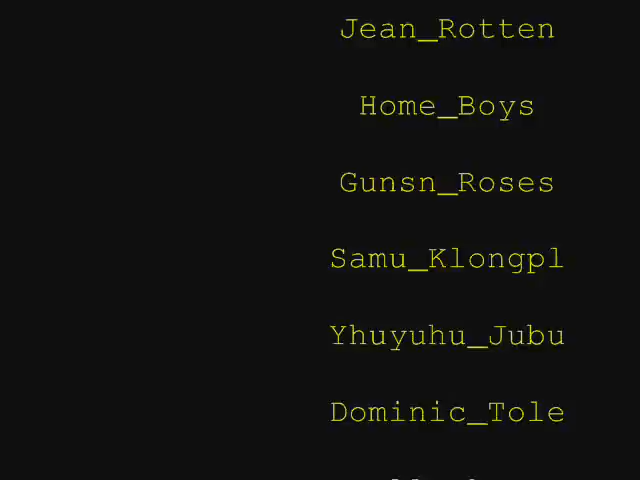 Jean_Rotten
Home_Boys
Gunsn_Roses
Samu_Klongpl
Yhuyuhu_Jubu
Dominic_Tole